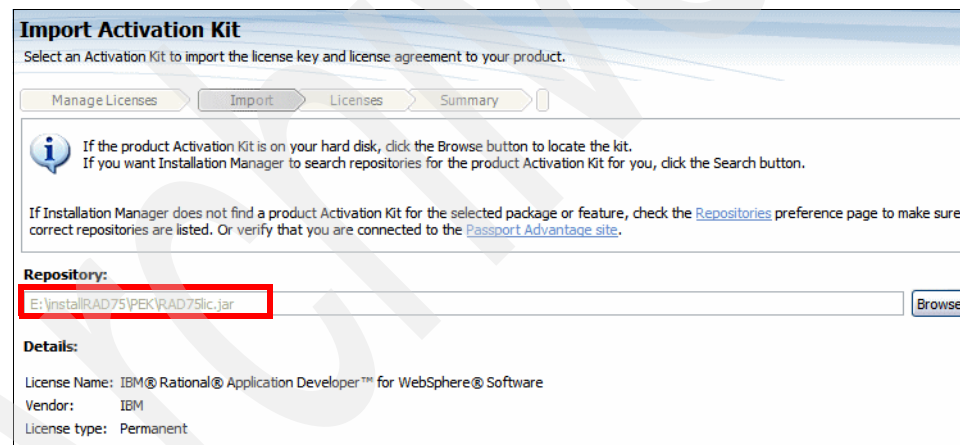 Import Activation Kit
Select an Activation Kit to import the license key and license agreement to your product.
Manage Licenses Import Licenses Summary
If the product Activation Kit is on your hard disk, click the Browse button to locate the kit.
If you want Installation Manager to search repositories for the product Activation Kit for you, click the Search button.
If Installation Manager does not find a product Activation Kit for the selected package or feature, check the Repositories preference page to make sure
correct repositories are listed. Or verify that you are connected to the Passport Advantage site.
Repository:
E:\installRAD75\PEK\RAD75lic.jar Browse
Details:
License Name: IBM® Rational® Application Developer™ for WebSphere® Software
Vendor: IBM
License type: Permanent